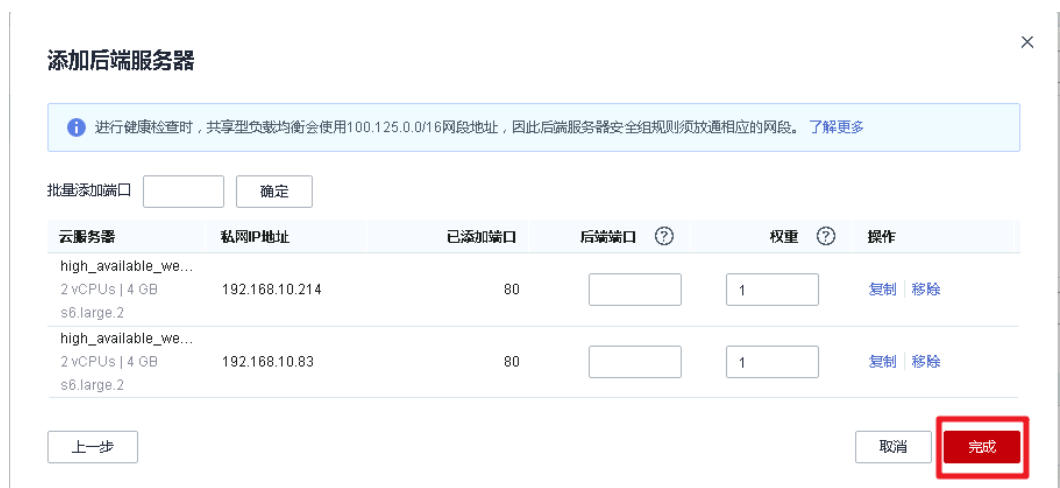 添加后端服务器
进行健康检查时，共享型负载均衡会使用100.125.0.0/16网段地址，因此后端服务器安全组规则须放通相应的网段。 了解更多
批量添加端口 确定
云服务器 私网IP地址 已添加端口 后端端口 权重 操作
high_available_we...
2 vCPUs | 4 GB 192.168.10.214 80 1 复制 移除
s6.large.2
high_available_we...
2 vCPUs | 4 GB 192.168.10.83 80 1 复制 移除
s6.large.2
上一步 取消 完成